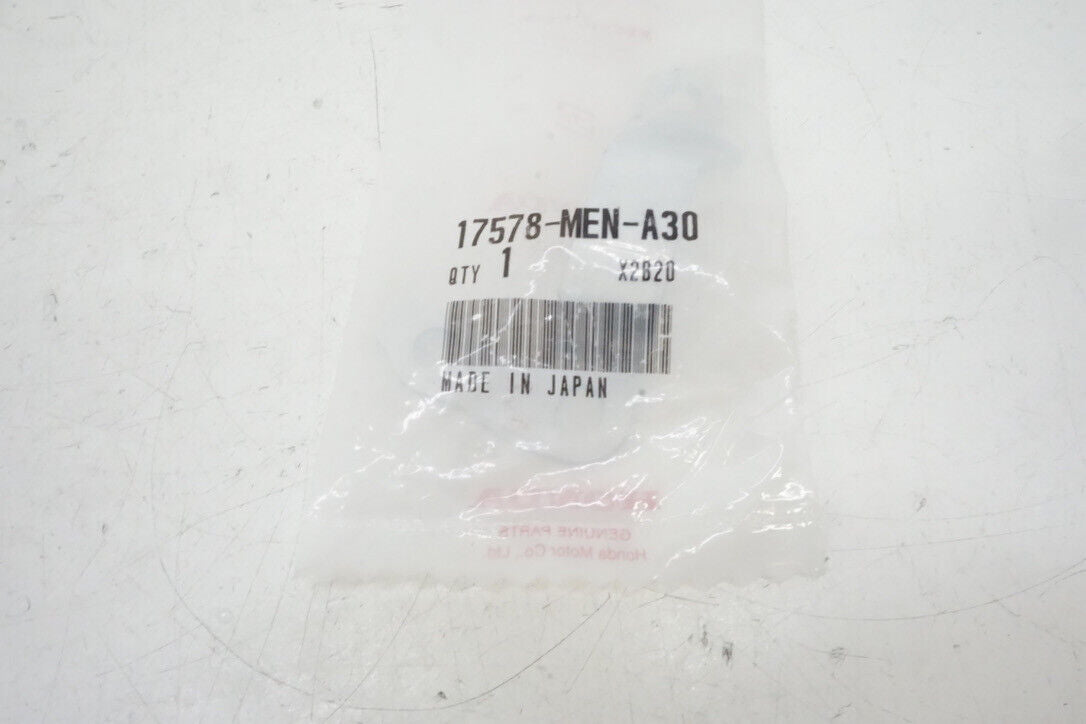 17578-MEN-A30
QTY 1 X2B20
MADE IN JAPAN
GENUINE PARTS
Honda Motor Co., Ltd.